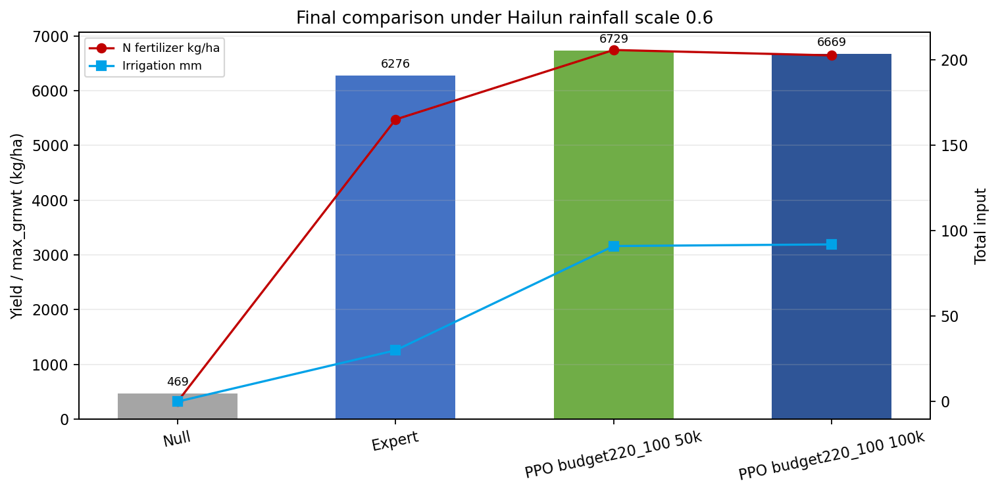 Final comparison under Hailun rainfall scale 0.6
N fertilizer kg/ha
Irrigation mm
Yield / max_grnwt (kg/ha)
7000
6000
5000
4000
3000
2000
1000
0
469
6276
6729
6669
200
150
100
50
0
Total input
Null
Expert
PPO budget220_100 50k
PPO budget220_100 100k